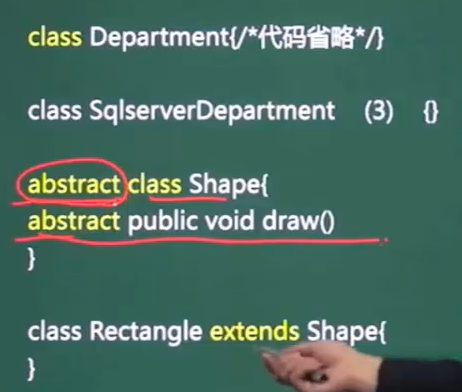 class Department{/*代码省略*/}
class SqlserverDepartment (3) {}
abstract class Shape{
abstract public void draw()
}
class Rectangle extends Shape{
}